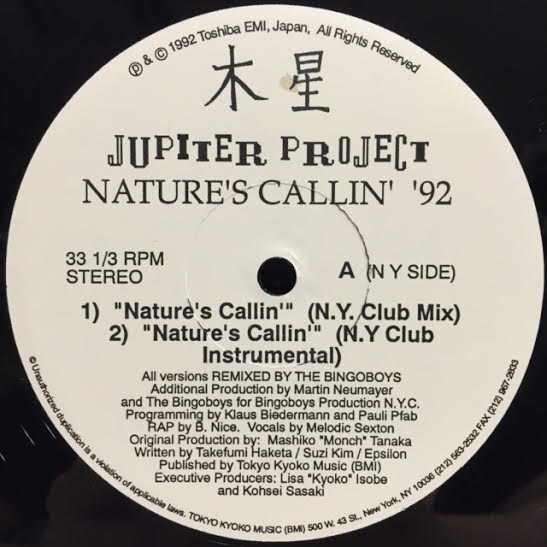 ℗ & © 1992 Toshiba EMI, Japan, All Rights Reserved
木星
JUPITER PROJECT
NATURE'S CALLIN' '92
33 1/3 RPM
STEREO
A (N Y SIDE)
1) "Nature's Callin'" (N.Y. Club Mix)
2) "Nature's Callin'" (N.Y Club
Instrumental)
All versions REMIXED BY THE BINGOBOYS
Additional Production by Martin Neumayer
and The Bingoboys for Bingoboys Production N.Y.C.
Programming by Klaus Biedermann and Pauli Pfab
RAP by B. Nice. Vocals by Melodic Sexton
Original Production by: Mashiko "Monch" Tanaka
Written by Takefumi Haketa / Suzi Kim / Epsilon
Published by Tokyo Kyoko Music (BMI)
Executive Producers: Lisa "Kyoko" Isobe
and Kohsei Sasaki
© Unauthorized duplication is a violation of applicable laws. TOKYO KYOKO MUSIC (BMI) 500 W. 43 St., New York, NY 10036 (212) 563-2532 FAX (212) 967-2833